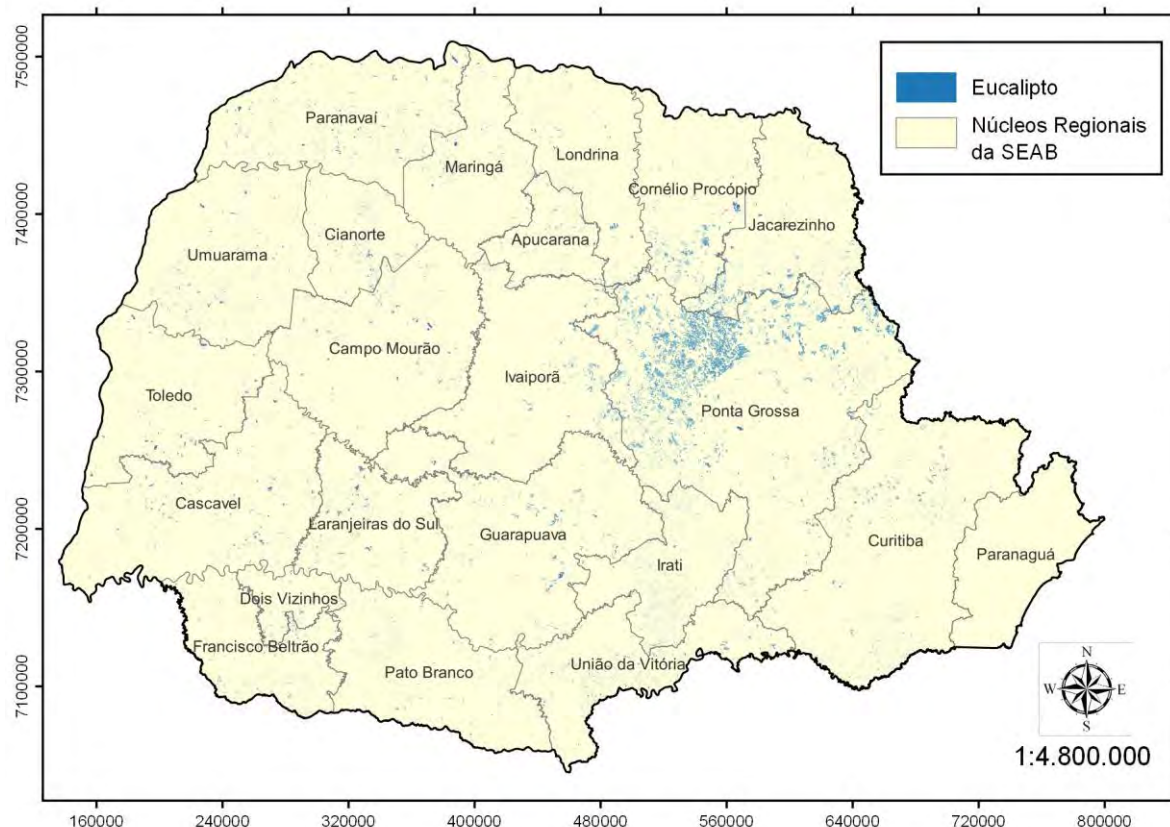 7500000
7400000
7300000
7200000
7100000
Eucalipto
Núcleos Regionais
da SEAB
Paranavaí
Maringá
Londrina
Cornélio Procópio
Jacarezinho
Umuarama
Cianorte
Apucarana
Campo Mourão
Ivaiporã
Toledo
Ponta Grossa
Cascavel
Laranjeiras do Sul
Guarapuava
Irati
Curitiba
Paranaguá
Dois Vizinhos
Francisco Beltrão
Pato Branco
União da Vitória
N
W E
S
1:4.800.000
160000 240000 320000 400000 480000 560000 640000 720000 800000